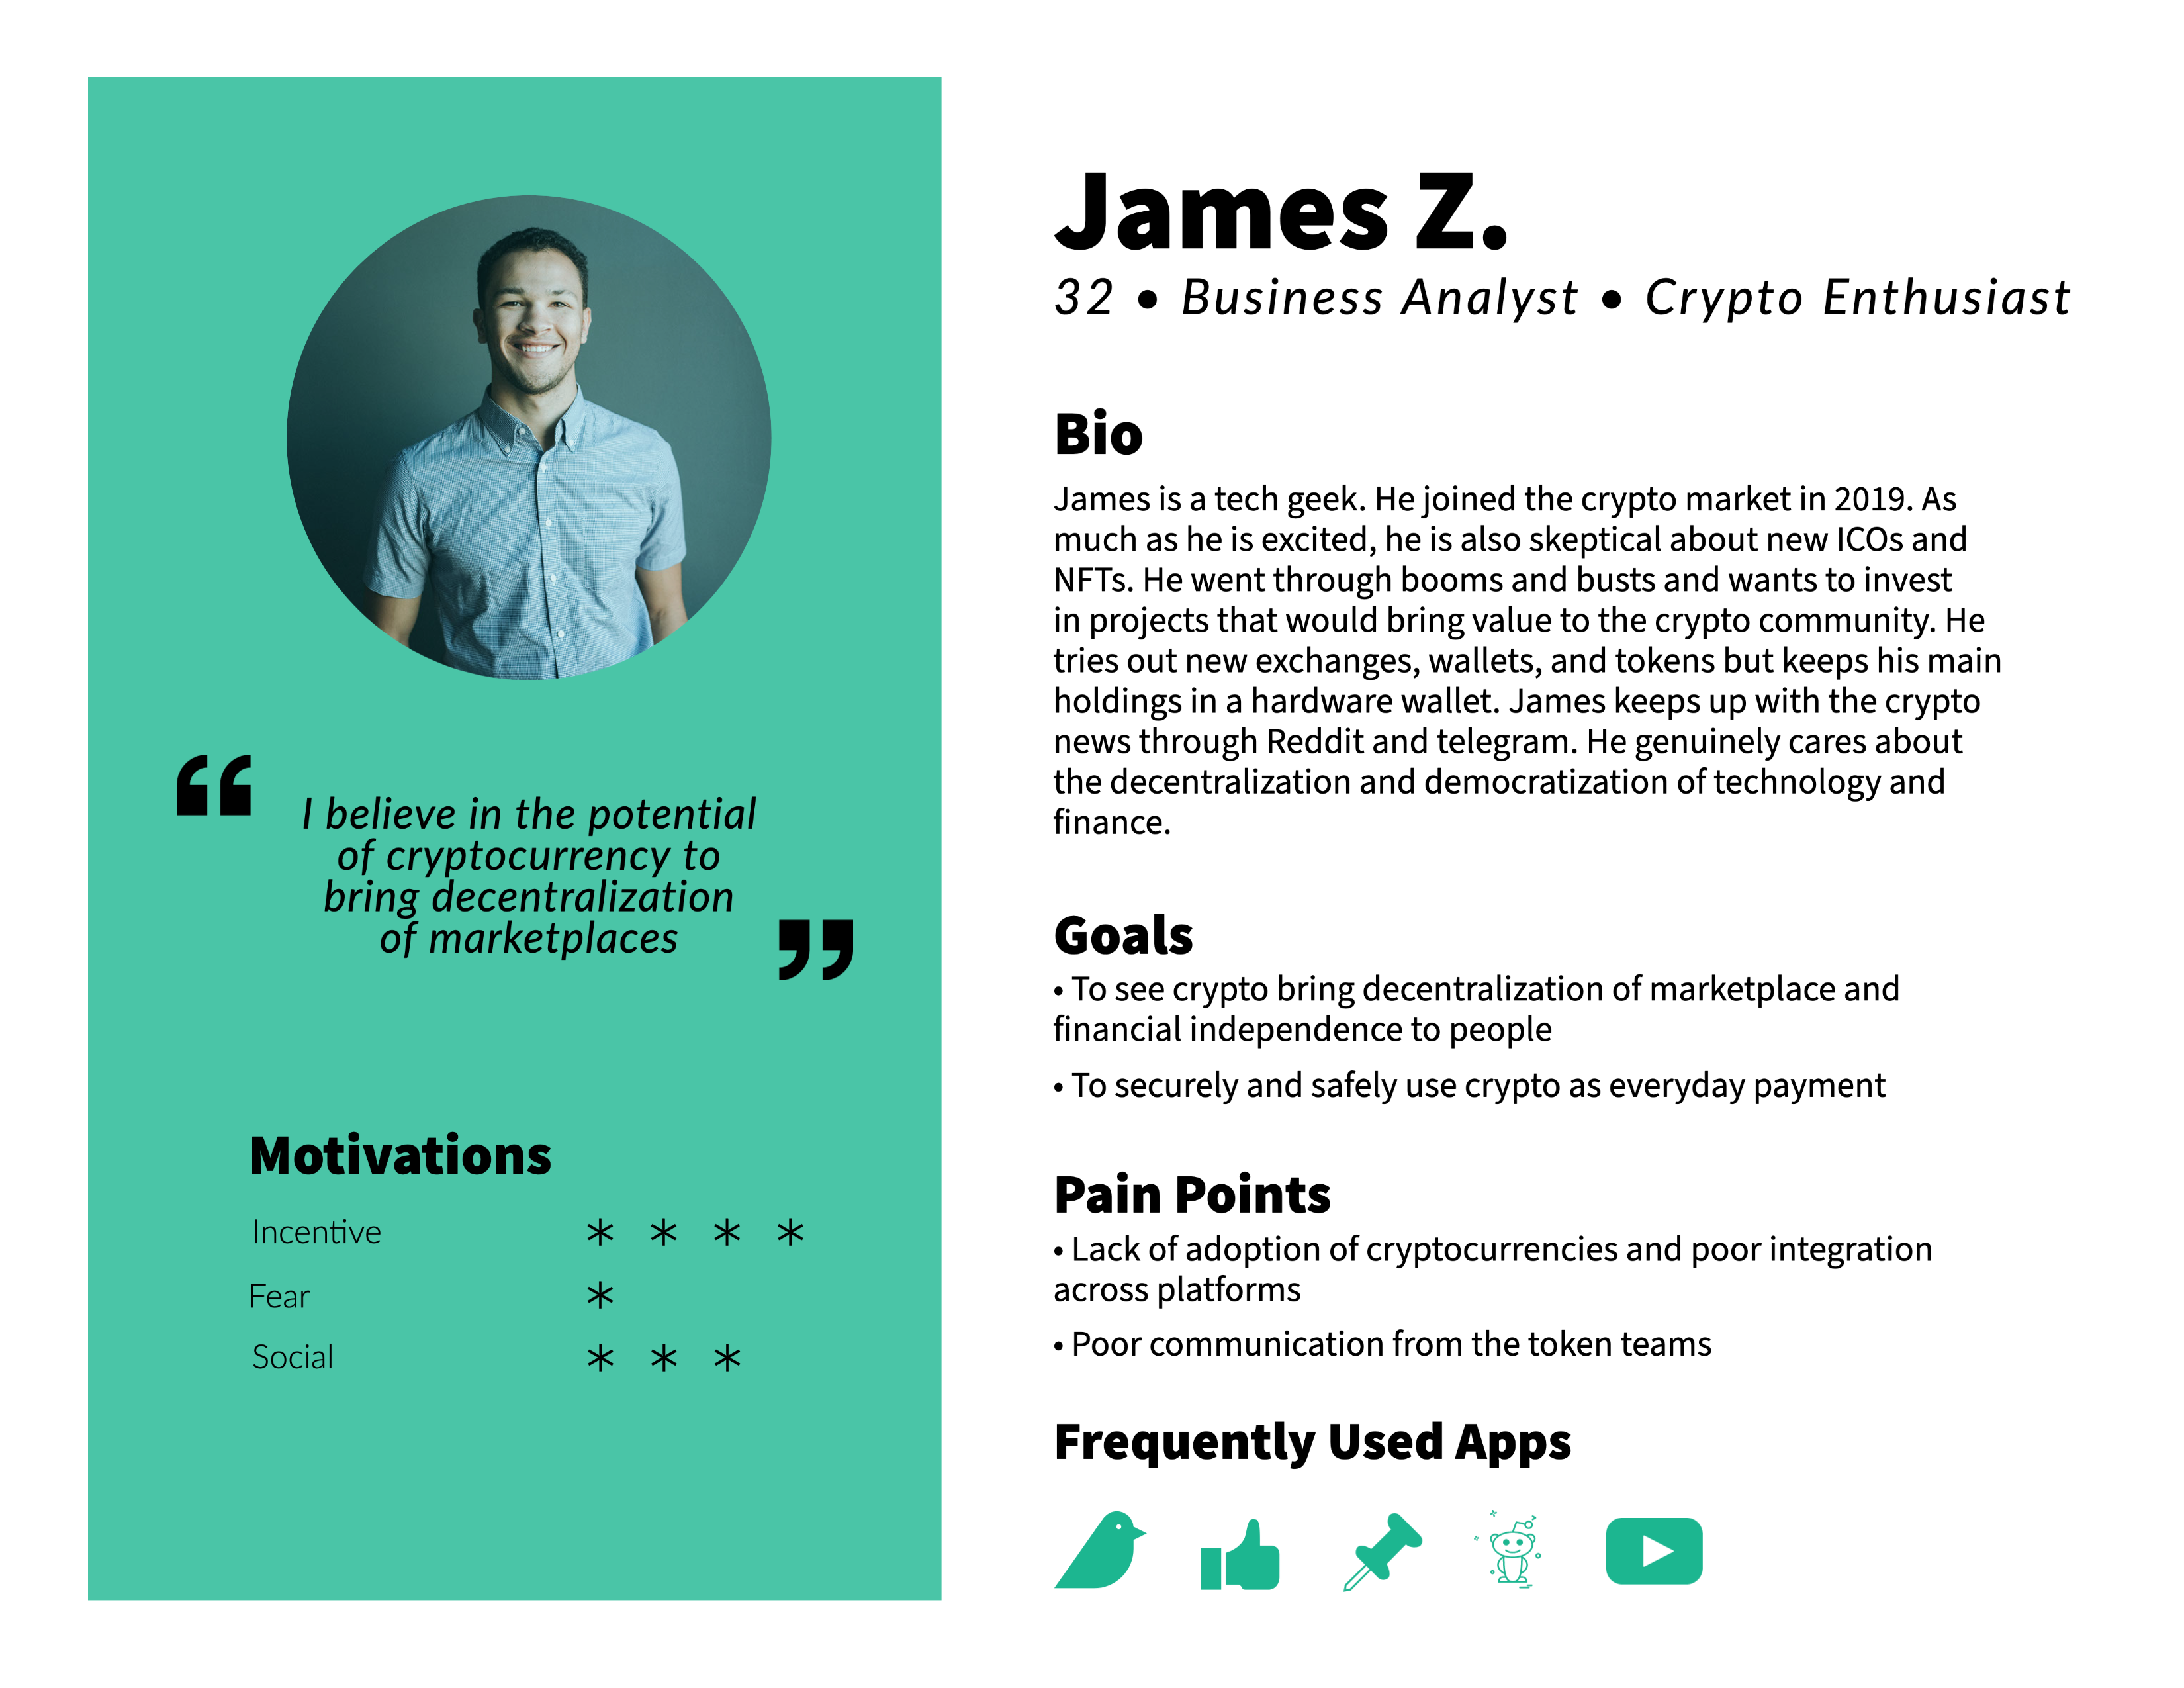 James Z.
32 • Business Analyst • Crypto Enthusiast
“ I believe in the potential
of cryptocurrency to
bring decentralization
of marketplaces ”
Motivations
Incentive * * * *
Fear *
Social * * *
Bio
James is a tech geek. He joined the crypto market in 2019. As
much as he is excited, he is also skeptical about new ICOs and
NFTs. He went through booms and busts and wants to invest
in projects that would bring value to the crypto community. He
tries out new exchanges, wallets, and tokens but keeps his main
holdings in a hardware wallet. James keeps up with the crypto
news through Reddit and telegram. He genuinely cares about
the decentralization and democratization of technology and
finance.
Goals
• To see crypto bring decentralization of marketplace and
financial independence to people
• To securely and safely use crypto as everyday payment
Pain Points
• Lack of adoption of cryptocurrencies and poor integration
across platforms
• Poor communication from the token teams
Frequently Used Apps